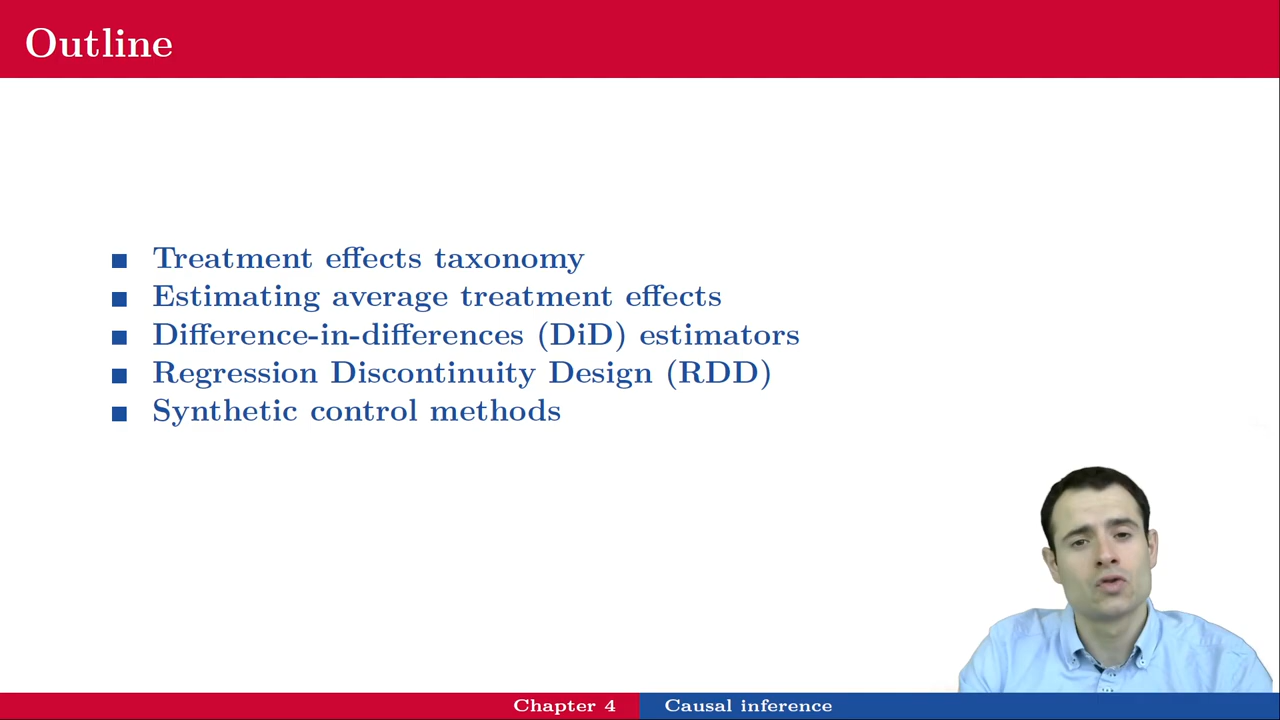 Outline
Treatment effects taxonomy
Estimating average treatment effects
Difference-in-differences (DiD) estimators
Regression Discontinuity Design (RDD)
Synthetic control methods
Chapter 4
Causal inference